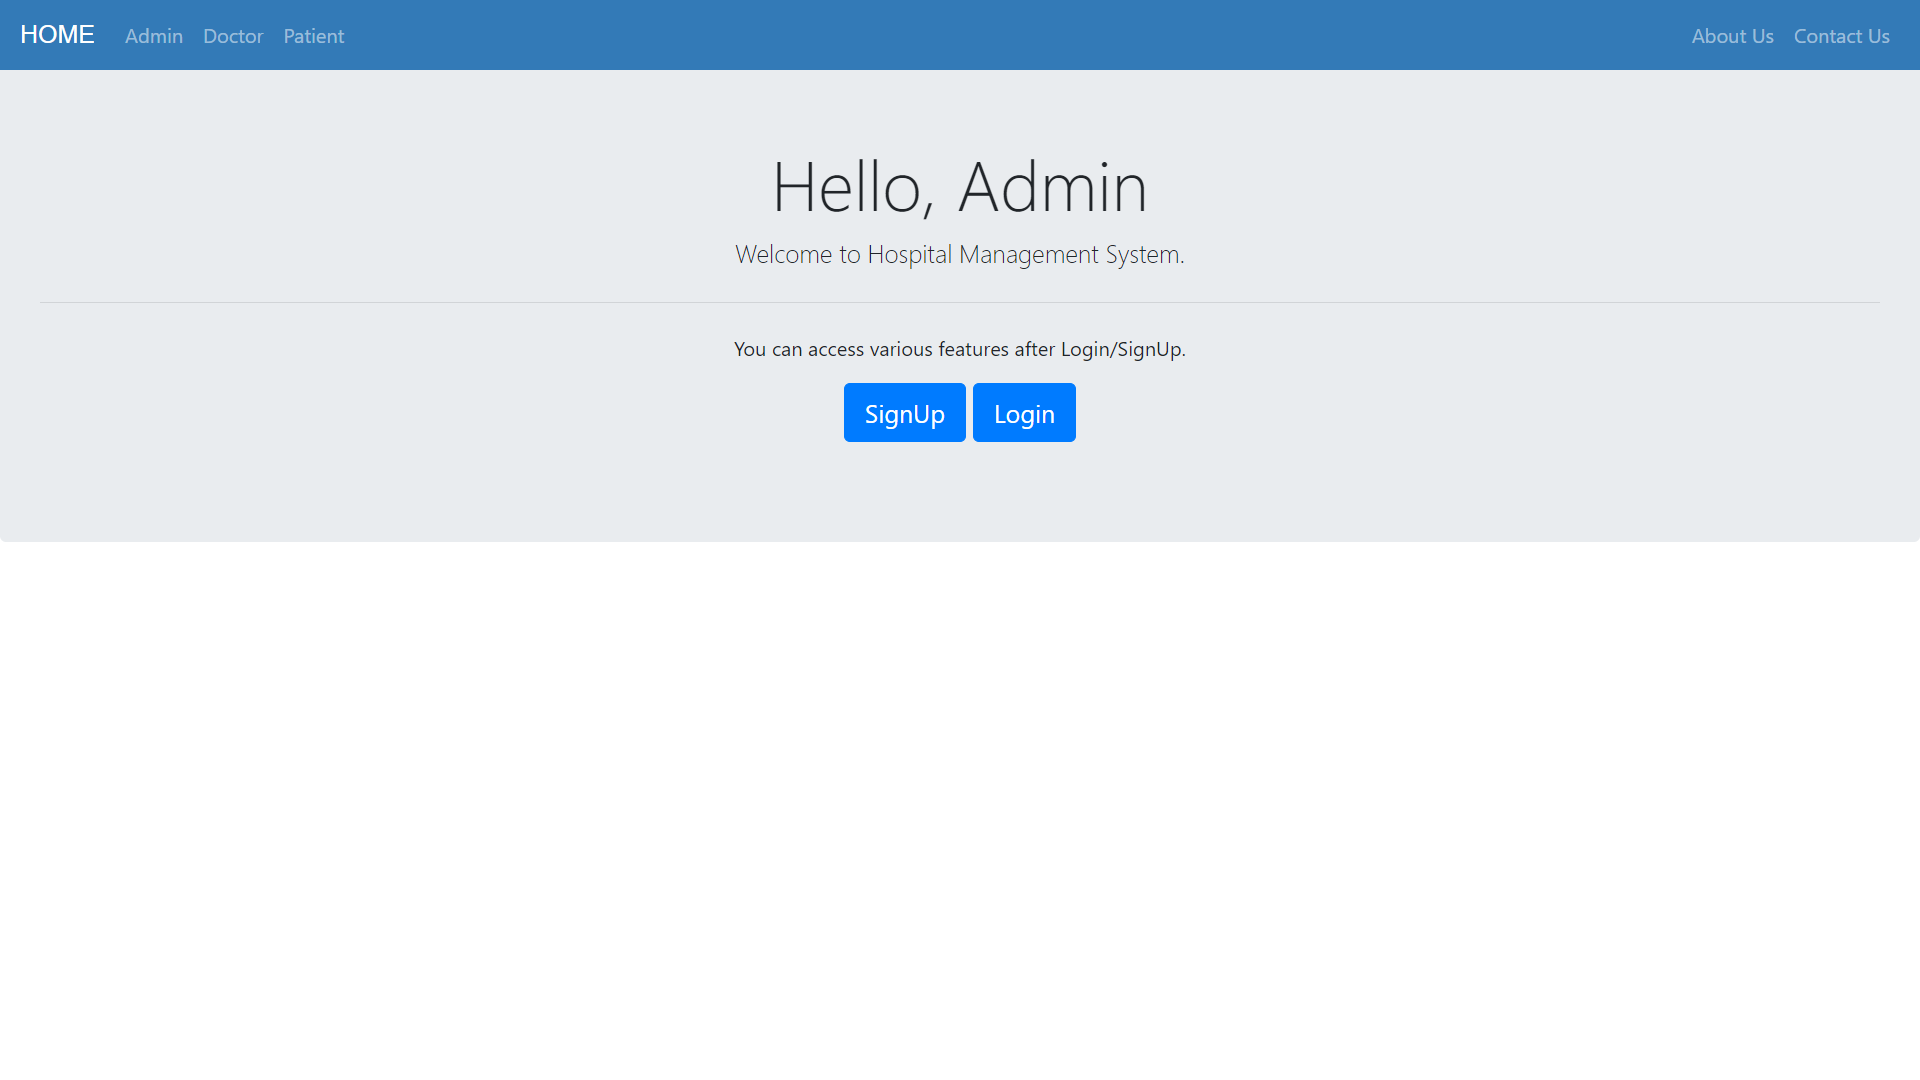 HOME Admin Doctor Patient About Us Contact Us
Hello, Admin
Welcome to Hospital Management System.
You can access various features after Login/SignUp.
SignUp Login